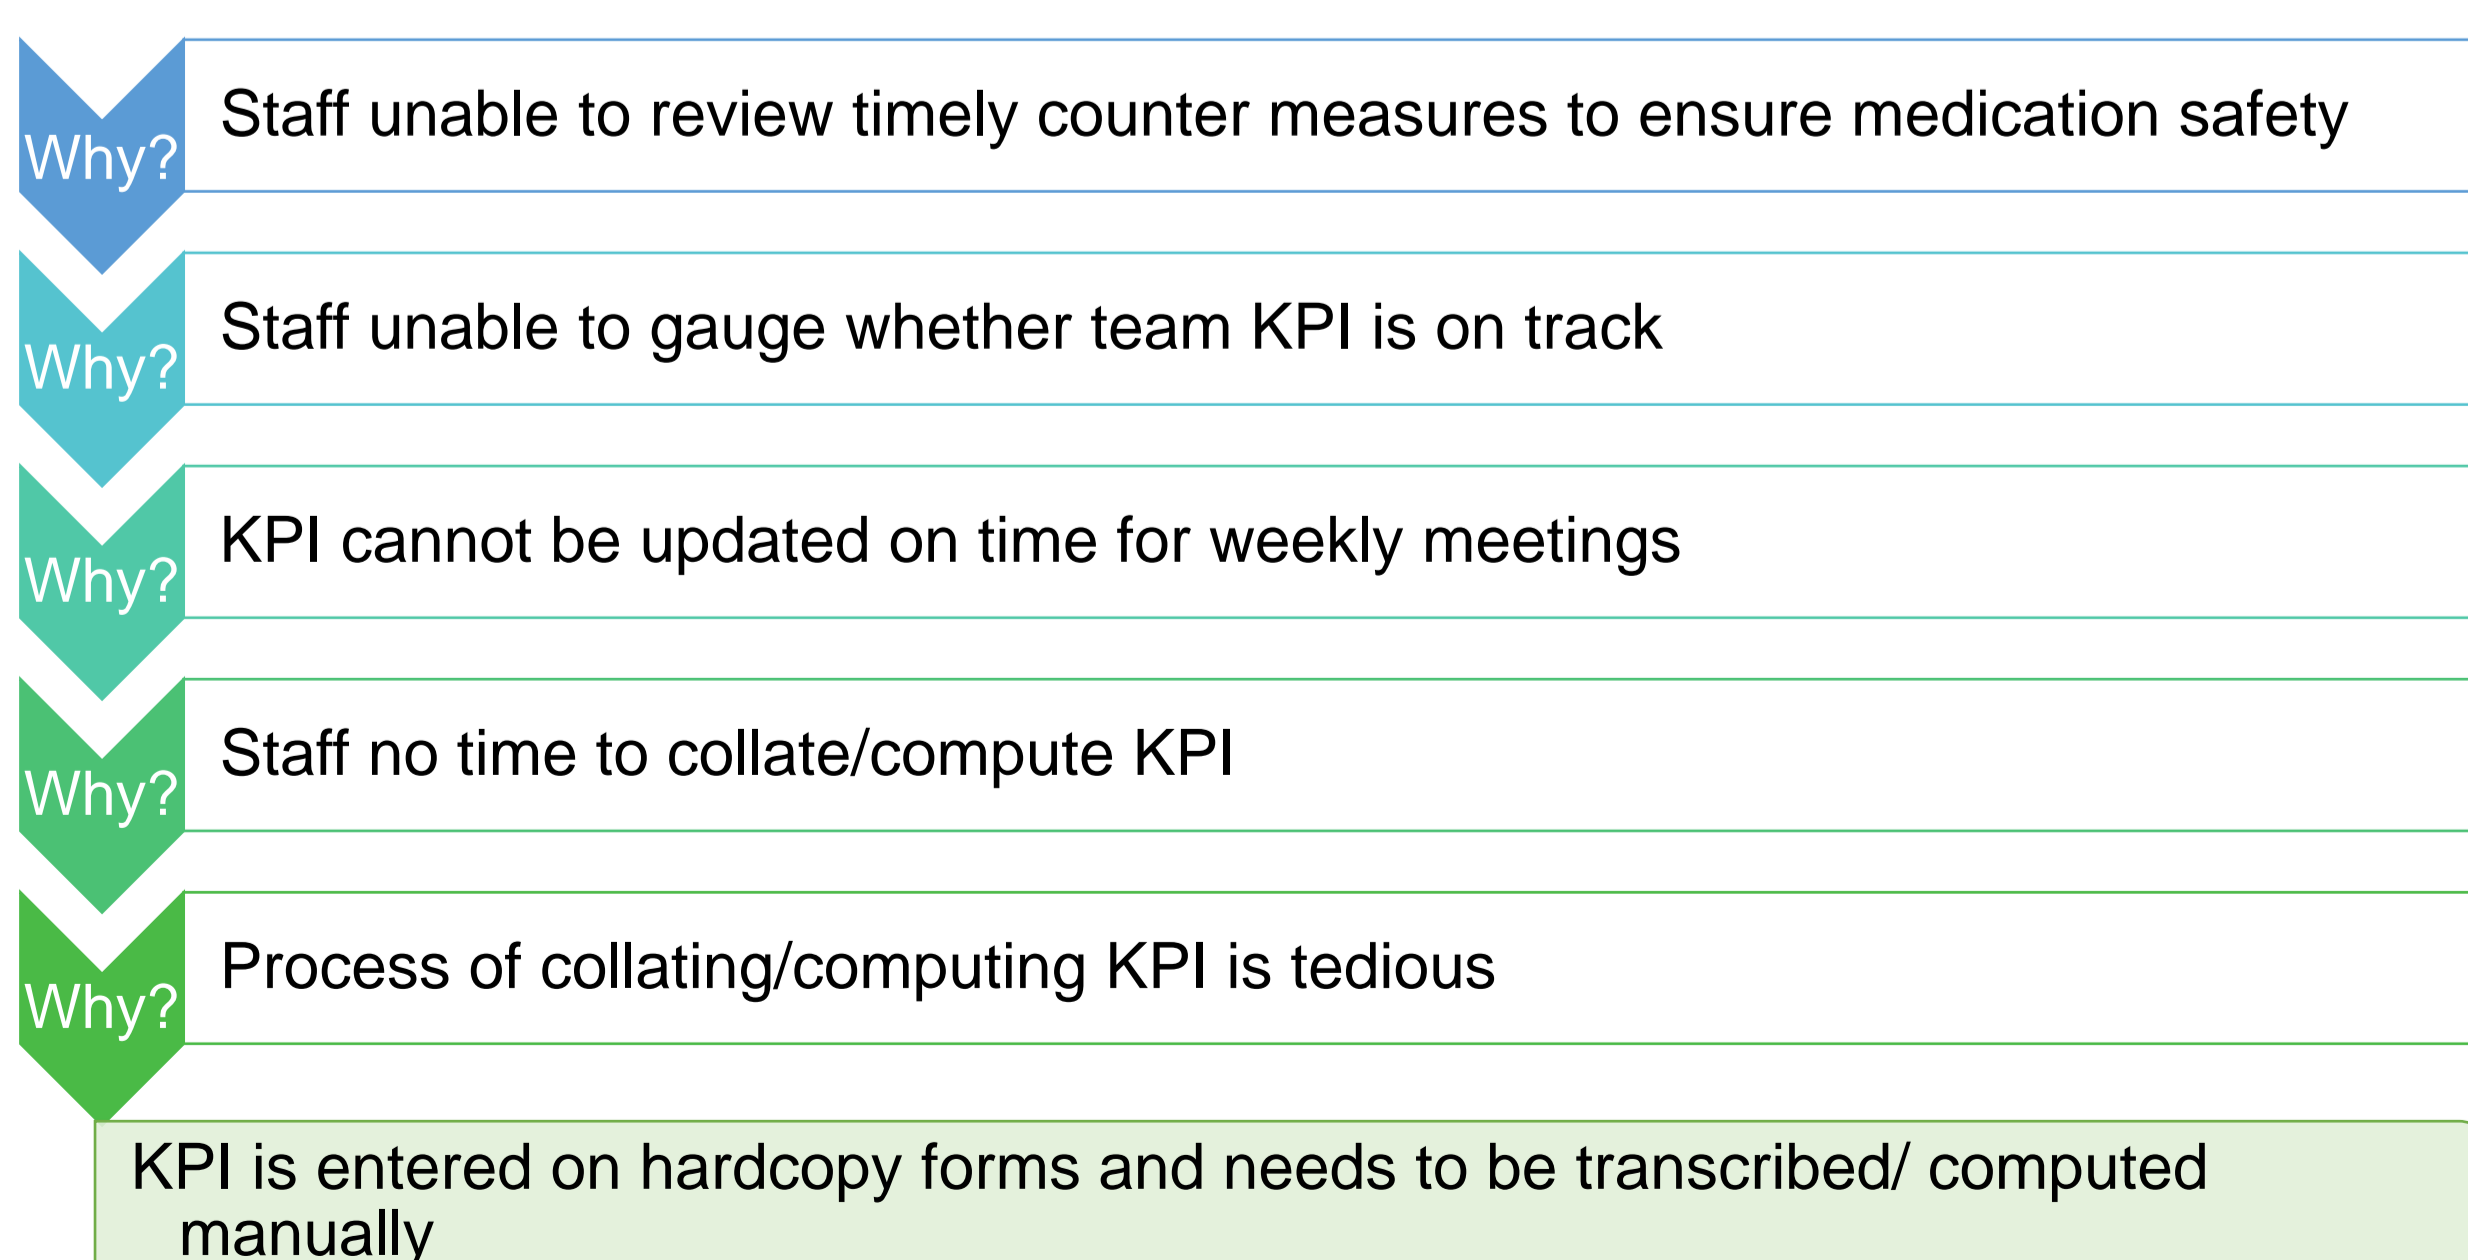 Why?
Staff unable to review timely counter measures to ensure medication safety
Why?
Staff unable to gauge whether team KPI is on track
Why?
KPI cannot be updated on time for weekly meetings
Why?
Staff no time to collate/compute KPI
Why?
Process of collating/computing KPI is tedious
KPI is entered on hardcopy forms and needs to be transcribed/ computed
manually